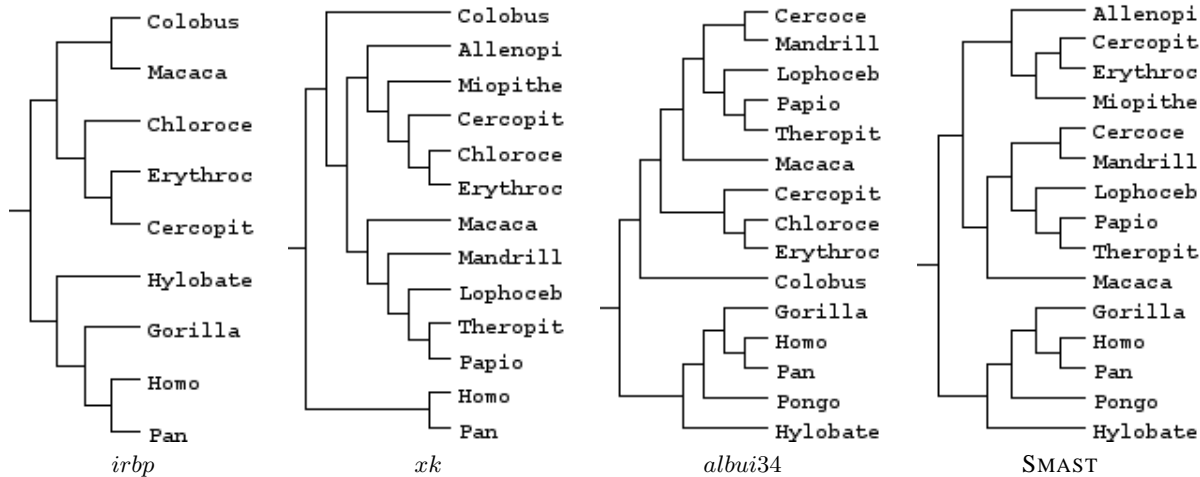 Colobus
Macaca
Chloroce
Erythroc
Cercopit
Hylobate
Gorilla
Homo
Pan
irbp
Colobus
Allenopi
Miopithe
Cercopit
Chloroce
Erythroc
Macaca
Mandrill
Lophoceb
Theropit
Papio
Homo
Pan
xk
Cercoce
Mandrill
Lophoceb
Papio
Theropit
Macaca
Cercopit
Chloroce
Erythroc
Colobus
Gorilla
Homo
Pan
Pongo
Hylobate
albui34
Allenopi
Cercopit
Erythroc
Miopithe
Cercoce
Mandrill
Lophoceb
Papio
Theropit
Macaca
Gorilla
Homo
Pan
Pongo
Hylobate
SMAST